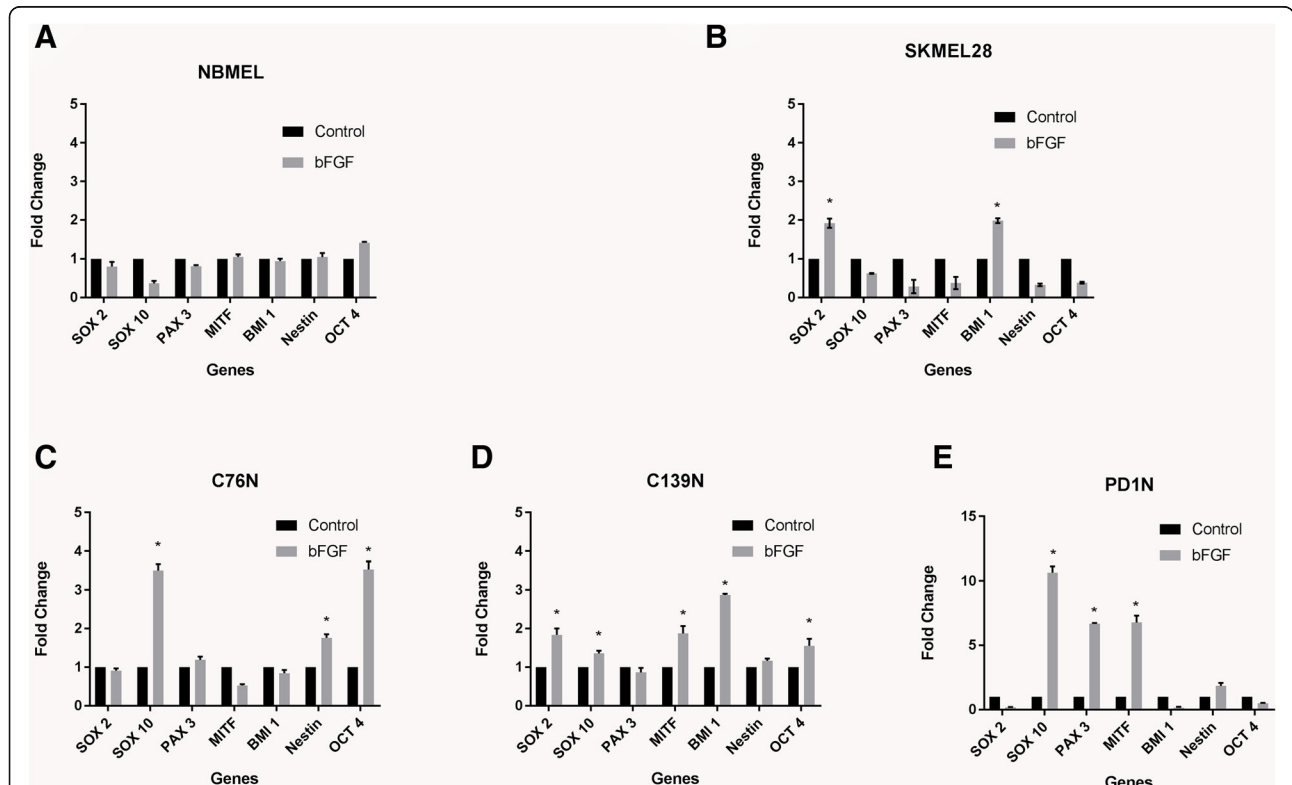 A
NBMEL
5
4
3
2
1
0
Fold Change
Control
bFGF
SOX 2
SOX 10
PAX 3
MITF
BMI 1
Nestin
OCT 4
Genes
B
SKMEL28
5
4
3
2
1
0
Fold Change
Control
bFGF
*
*
SOX 2
SOX 10
PAX 3
MITF
BMI 1
Nestin
OCT 4
Genes
C
C76N
5
4
3
2
1
0
Fold Change
Control
bFGF
*
*
*
SOX 2
SOX 10
PAX 3
MITF
BMI 1
Nestin
OCT 4
Genes
D
C139N
5
4
3
2
1
0
Fold Change
Control
bFGF
*
*
*
*
*
SOX 2
SOX 10
PAX 3
MITF
BMI 1
Nestin
OCT 4
Genes
E
PD1N
15
10
5
0
Fold Change
Control
bFGF
*
*
*
SOX 2
SOX 10
PAX 3
MITF
BMI 1
Nestin
OCT 4
Genes